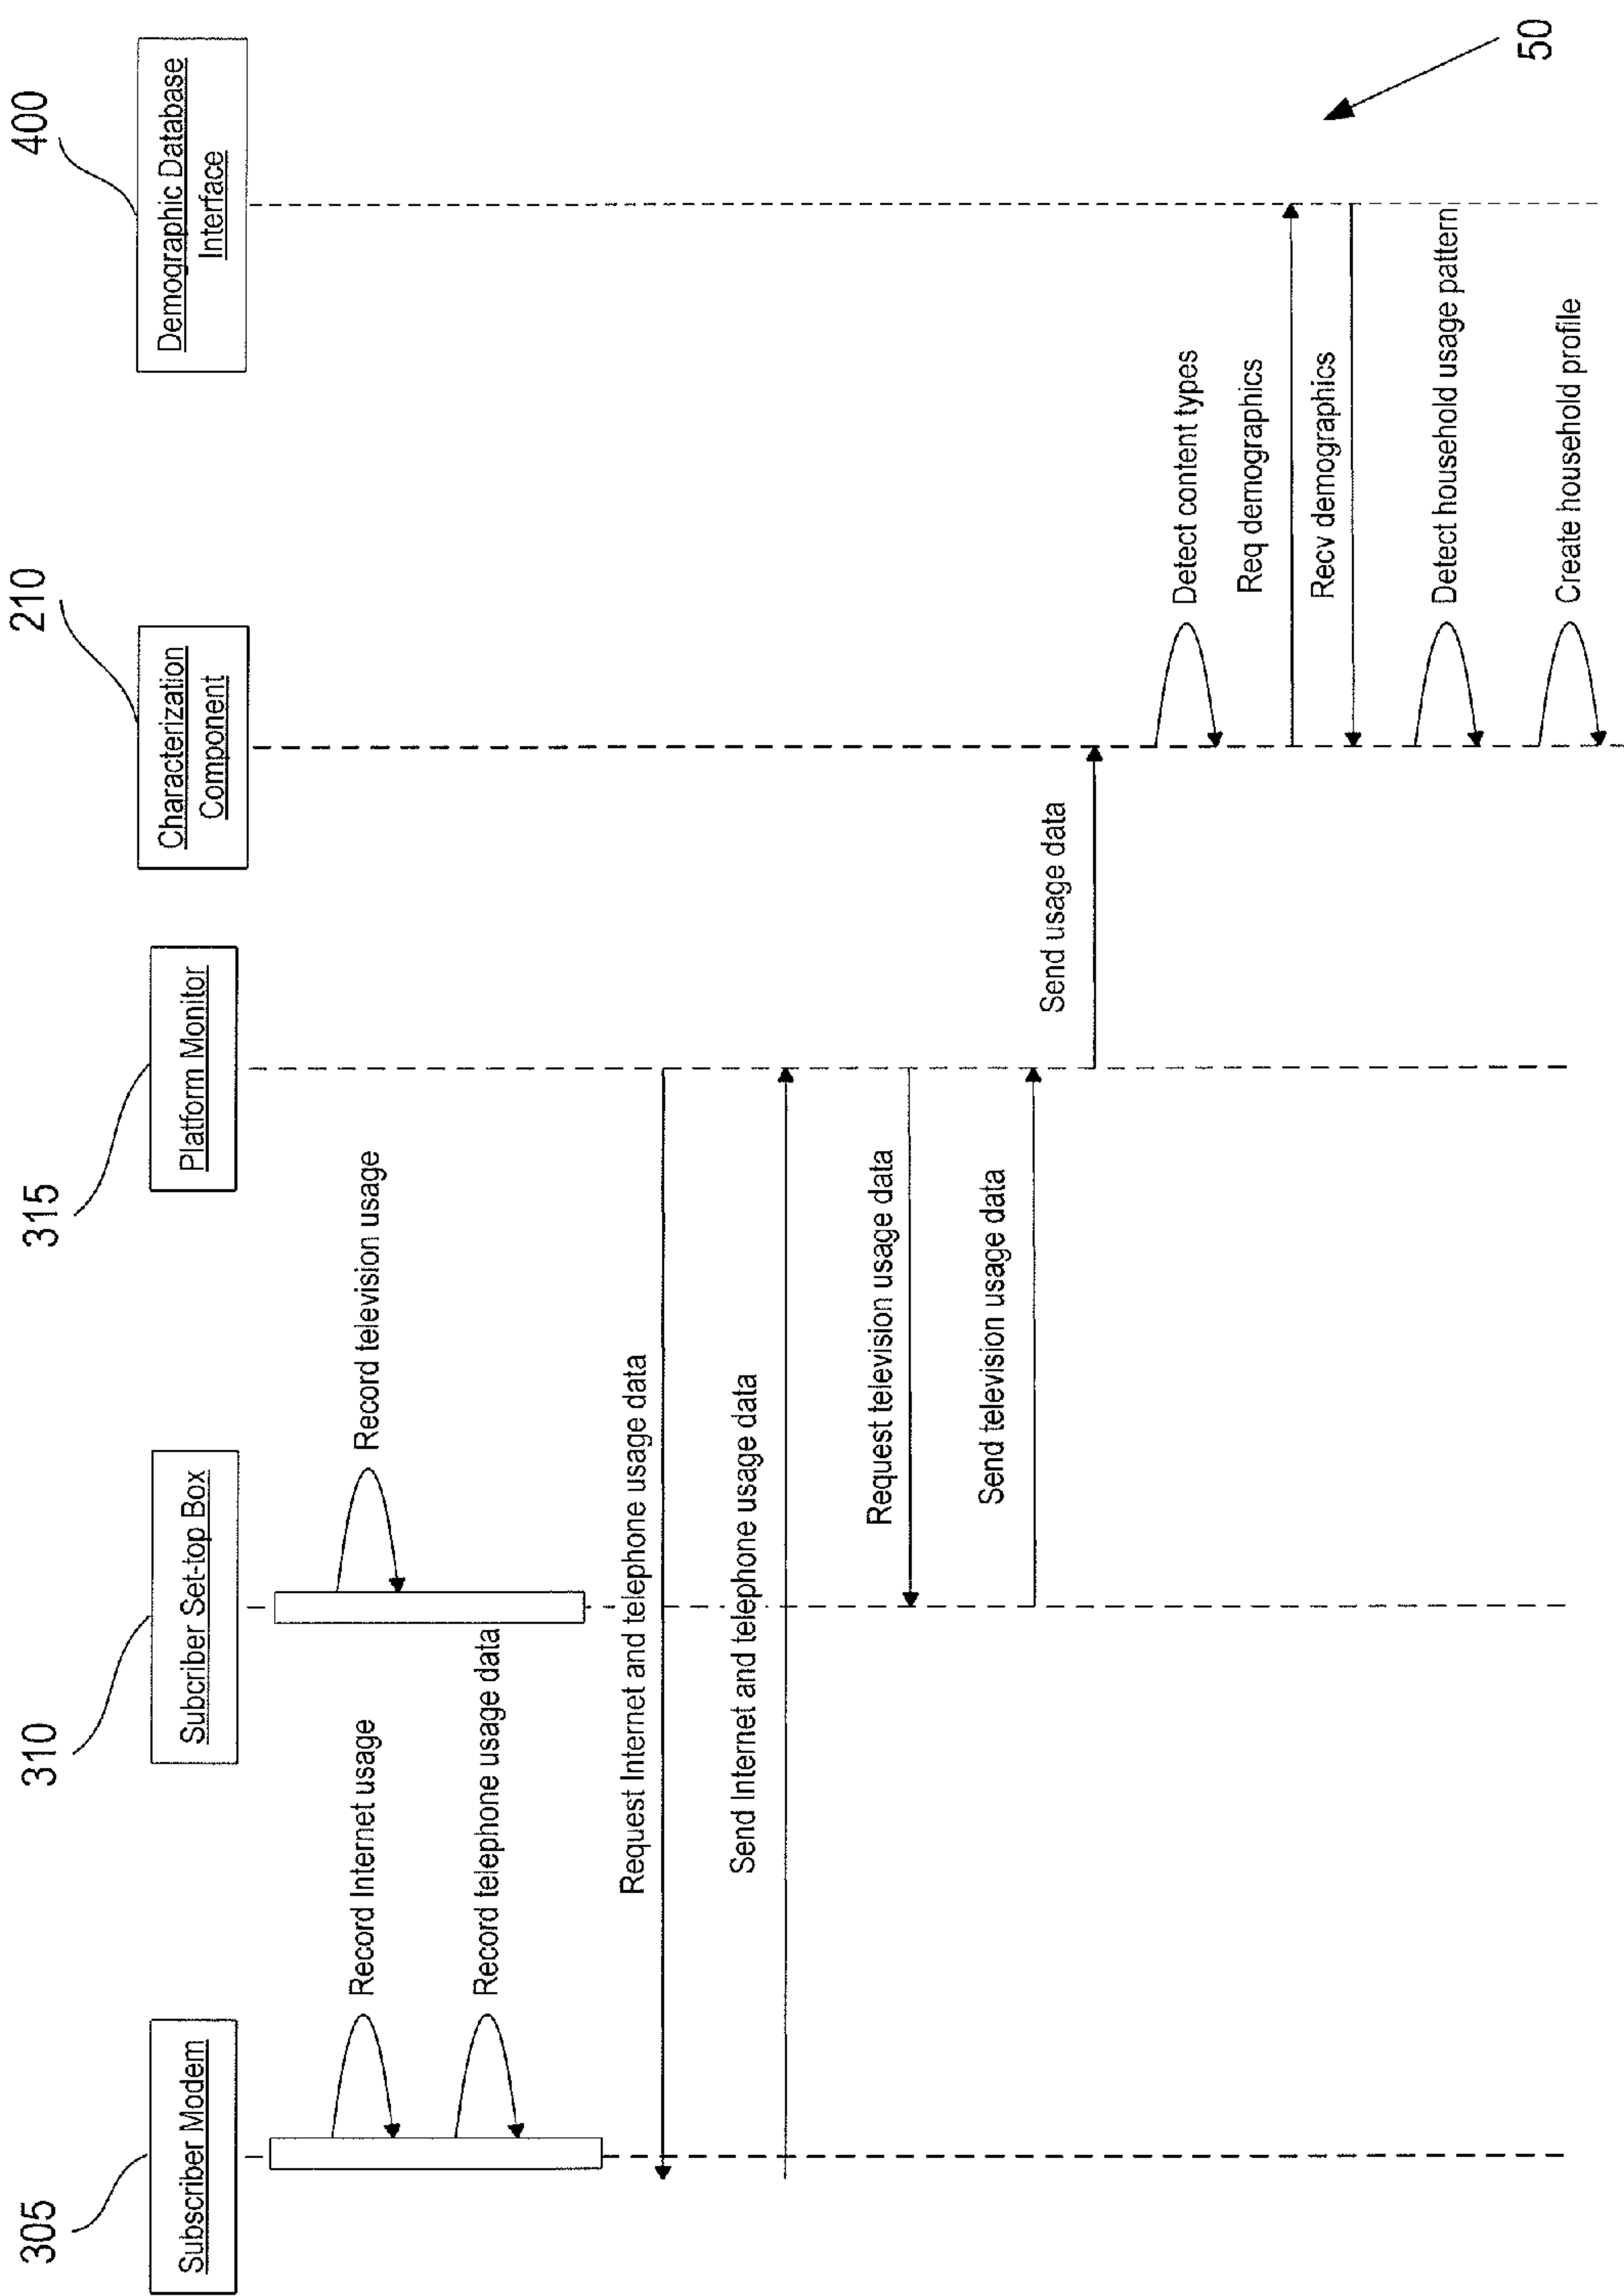 305
310
315
210
400
Subscriber Modem
Subcriber Set-top Box
Platform Monitor
Characterization
Component
Demographic Database
Interface
Record Internet usage
Record television usage
Record telephone usage data
Request Internet and telephone usage data
Send Internet and telephone usage data
Request television usage data
Send television usage data
Send usage data
Detect content types
Req demographics
Recv demographics
Detect household usage pattern
Create household profile
50